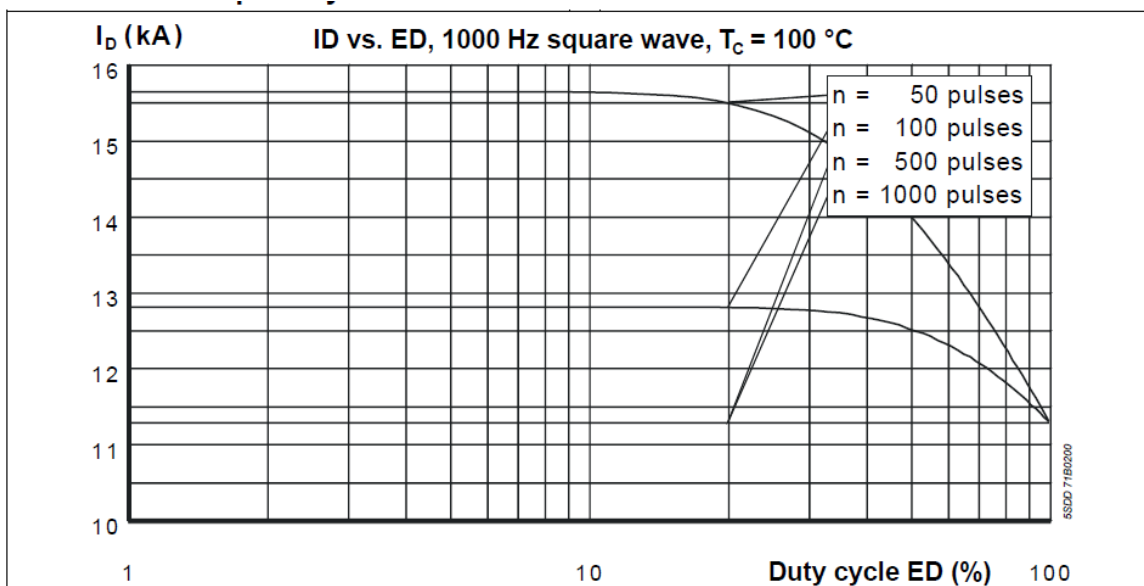 I_D (kA)
ID vs. ED, 1000 Hz square wave, T_C = 100 °C
16
15
14
13
12
11
10
n = 50 pulses
n = 100 pulses
n = 500 pulses
n = 1000 pulses
5SDD 71B0200
1
10
Duty cycle ED (%)
100